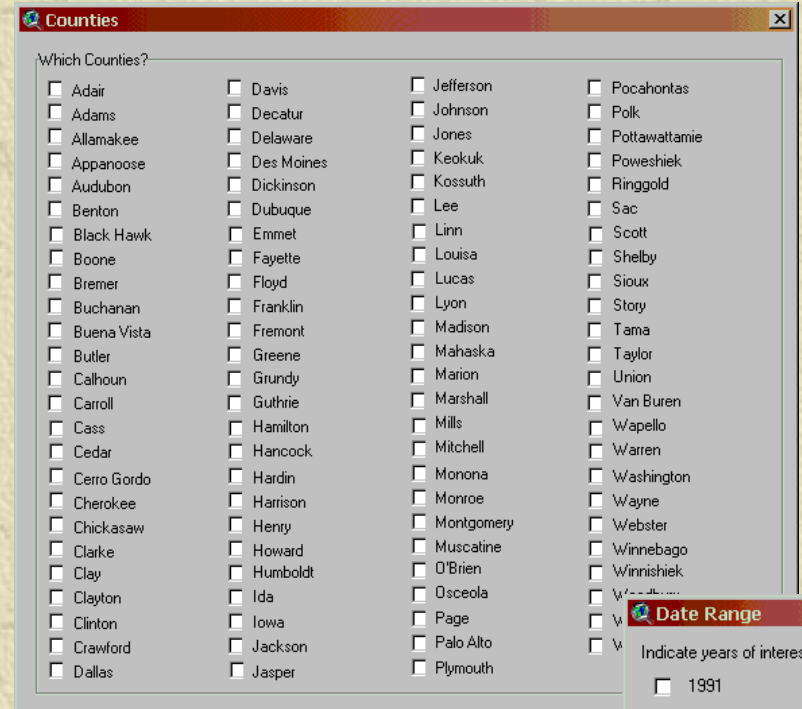 Counties
Which Counties?
Adair
Adams
Allamakee
Appanoose
Audubon
Benton
Black Hawk
Boone
Bremer
Buchanan
Buena Vista
Butler
Calhoun
Carroll
Cass
Cedar
Cerro Gordo
Cherokee
Chickasaw
Clarke
Clay
Clayton
Clinton
Crawford
Dallas
Davis
Decatur
Delaware
Des Moines
Dickinson
Dubuque
Emmet
Fayette
Floyd
Franklin
Fremont
Greene
Grundy
Guthrie
Hamilton
Hancock
Hardin
Harrison
Henry
Howard
Humboldt
Ida
Iowa
Jackson
Jasper
Jefferson
Johnson
Jones
Keokuk
Kossuth
Lee
Linn
Louisa
Lucas
Lyon
Madison
Mahaska
Marion
Marshall
Mills
Mitchell
Monona
Monroe
Montgomery
Muscatine
O'Brien
Osceola
Page
Palo Alto
Plymouth
Pocahontas
Polk
Pottawattamie
Poweshiek
Ringgold
Sac
Scott
Shelby
Sioux
Story
Tama
Taylor
Union
Van Buren
Wapello
Warren
Washington
Wayne
Webster
Winnebago
Winnishiek
Date Range
Indicate years of interes
1991